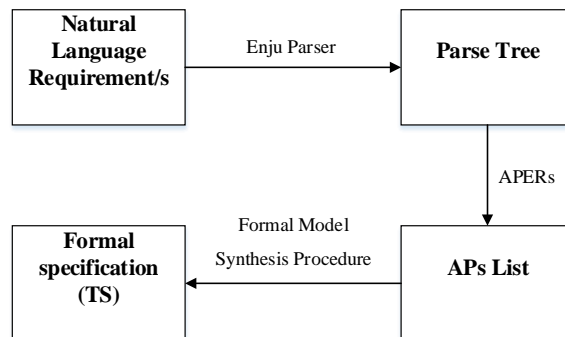 Natural
Language
Requirement/s
Enju Parser
Parse Tree
APERs
Formal
specification
(TS)
Formal Model
Synthesis Procedure
APs List